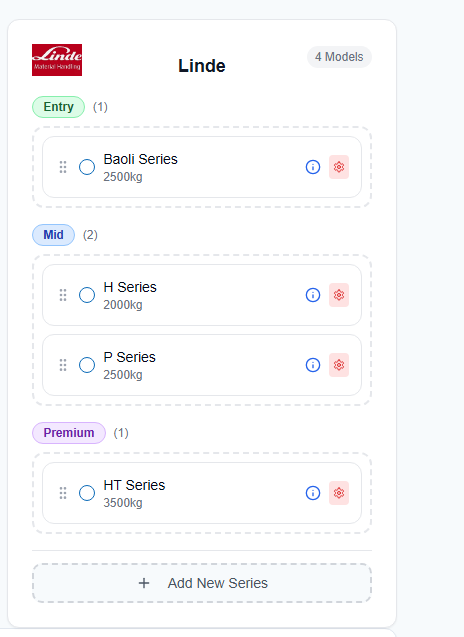 Linde
Material Handling
Linde
4 Models
Entry (1)
Baoli Series
2500kg
Mid (2)
H Series
2000kg
P Series
2500kg
Premium (1)
HT Series
3500kg
+ Add New Series